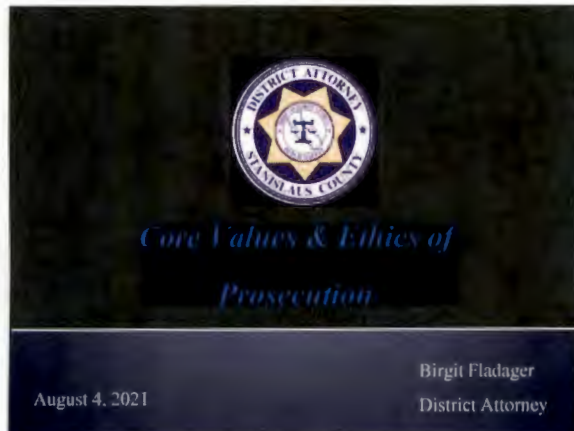 DISTRICT ATTORNEY
STANISLAUS COUNTY
Core Values & Ethics of
Prosecution
August 4, 2021
Birgit Fladager
District Attorney